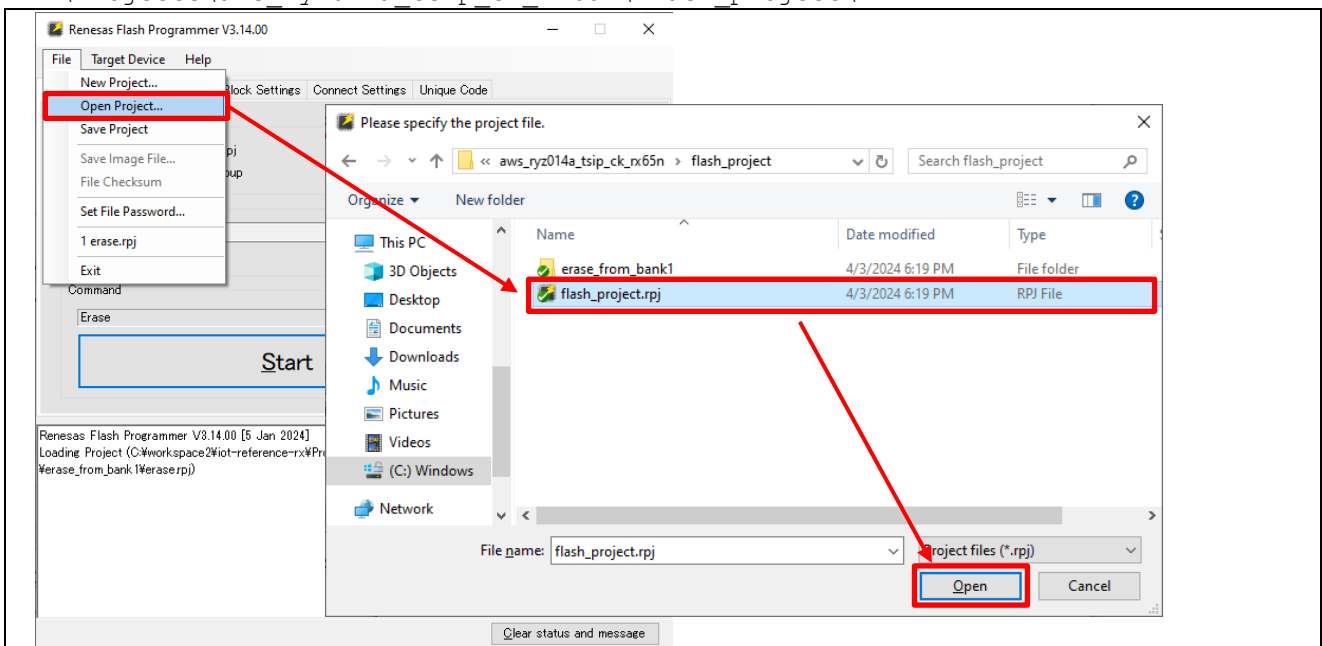 Renesas Flash Programmer V3.14.00
File Target Device Help
New Project...
Open Project...
Save Project
Save Image File...
File Checksum
Set File Password...
1 erase.rpj
Exit
Block Settings Connect Settings Unique Code
Command
Erase
Start
Renesas Flash Programmer V3.14.00 [5 Jan 2024]
Loading Project (C:¥workspace2¥iot-reference-rx¥Pr
¥erase_from_bank1¥erase.rpj)
Clear status and message
Please specify the project file.
« aws_ryz014a_tsip_ck_rx65n › flash_project
Search flash_project
Organize New folder
This PC
3D Objects
Desktop
Documents
Downloads
Music
Pictures
Videos
(C:) Windows
Network
Name Date modified Type
erase_from_bank1 4/3/2024 6:19 PM File folder
flash_project.rpj 4/3/2024 6:19 PM RPJ File
File name: flash_project.rpj Project files (*.rpj)
Open Cancel